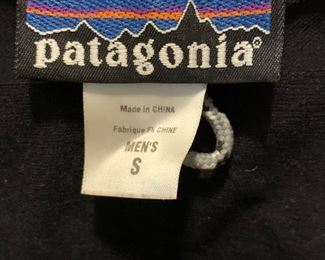 patagonia®
Made in CHINA
Fabriqué EN CHINE
MEN'S
S